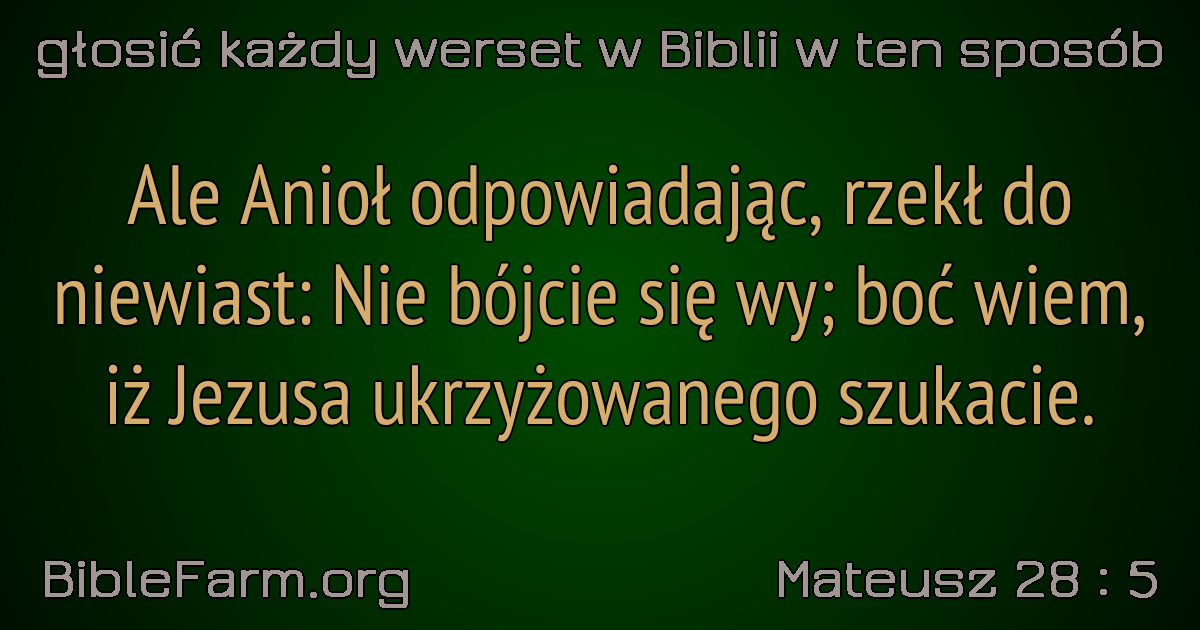 głosić każdy werset w Biblii w ten sposób
Ale Anioł odpowiadając, rzekł do
niewiast: Nie bójcie się wy; boć wiem,
iż Jezusa ukrzyżowanego szukacie.
BibleFarm.org
Mateusz 28 : 5